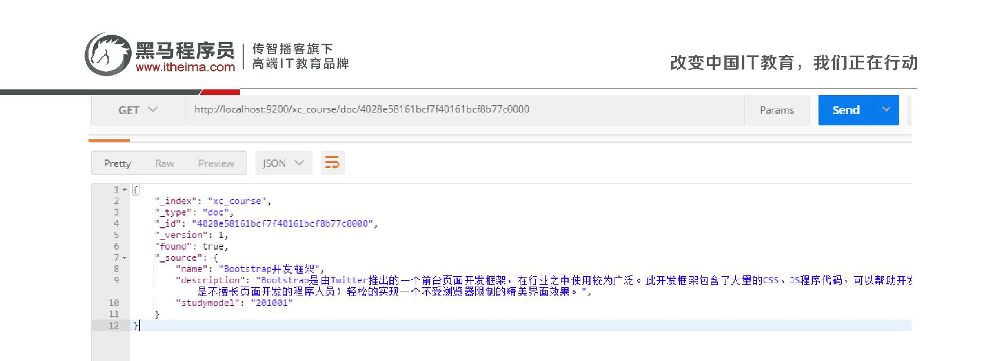 黑马程序员
www.itheima.com
传智播客旗下
高端IT教育品牌
改变中国IT教育，我们正在行动
GET
http://localhost:9200/xc_course/doc/4028e58161bcf7f40161bcf8b77c0000
Params
Send
Pretty
Raw
Preview
JSON
1 {
2 "_index": "xc_course",
3 "_type": "doc",
4 "_id": "4028e58161bcf7f40161bcf8b77c0000",
5 "_version": 1,
6 "found": true,
7 "_source": {
8 "name": "Bootstrap开发框架",
9 "description": "Bootstrap是由Twitter推出的一个前台页面开发框架，在行业之中使用较为广泛。此开发框架包含了大量的CSS、JS程序代码，可以帮助开发
是不擅长页面开发的程序人员）轻松的实现一个不受浏览器限制的精美界面效果。",
10 "studymodel": "201001"
11 }
12 }